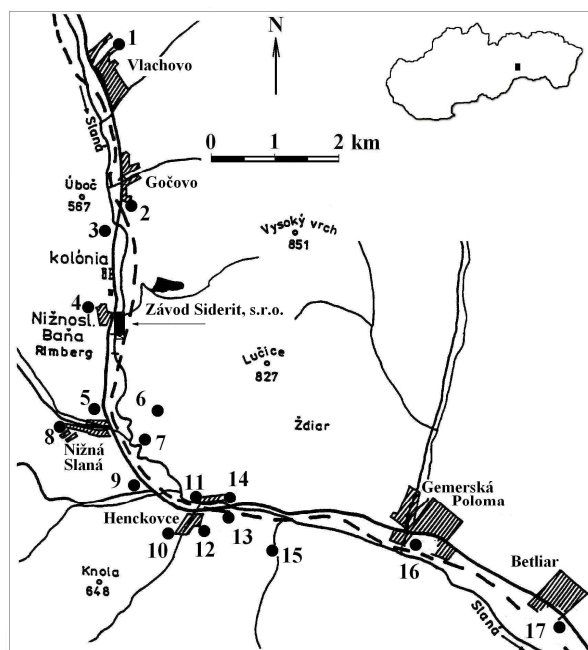 N
1
Vlachovo
Slaná
0 1 2 km
Gočovo
Úboč
567
2
3
Vysoký vrch
851
kolónia
4
Závod Siderit, s.r.o.
Nižnosl.
Baňa
Rimberg
Lučice
827
5
6
Ždiar
8
7
Nižná
Slaná
9
11
14
Gemerská
Poloma
Henckovce
10
12
13
15
16
Betliar
Knola
648
Slaná
17